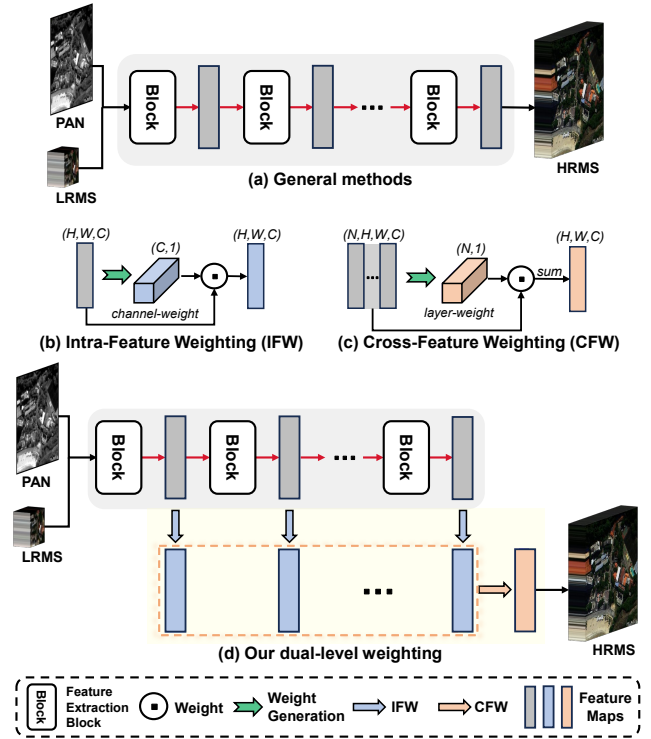 PAN
LRMS
Block
Block
Block
HRMS
(a) General methods
(H,W,C)
(C,1)
(H,W,C)
channel-weight
(b) Intra-Feature Weighting (IFW)
(N,H,W,C)
(N,1)
sum
(H,W,C)
layer-weight
(c) Cross-Feature Weighting (CFW)
PAN
LRMS
Block
Block
Block
HRMS
(d) Our dual-level weighting
Block
Feature
Extraction
Block
Weight
Weight
Generation
IFW
CFW
Feature
Maps